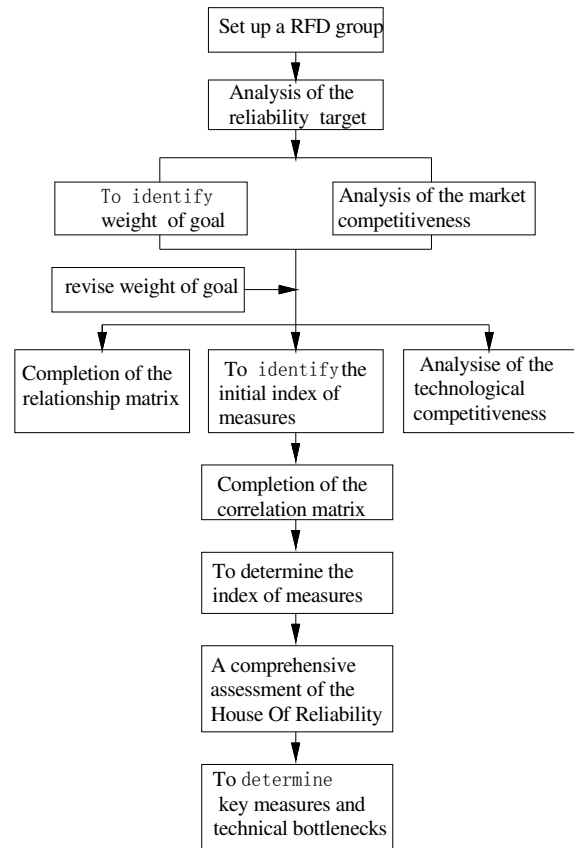 Set up a RFD group
Analysis of the
reliability target
To identify
weight of goal
Analysis of the market
competitiveness
revise weight of goal
Completion of the
relationship matrix
To identify the
initial index of
measures
Analysise of the
technological
competitiveness
Completion of the
correlation matrix
To determine the
index of measures
A comprehensive
assessment of the
House Of Reliability
To determine
key measures and
technical bottlenecks